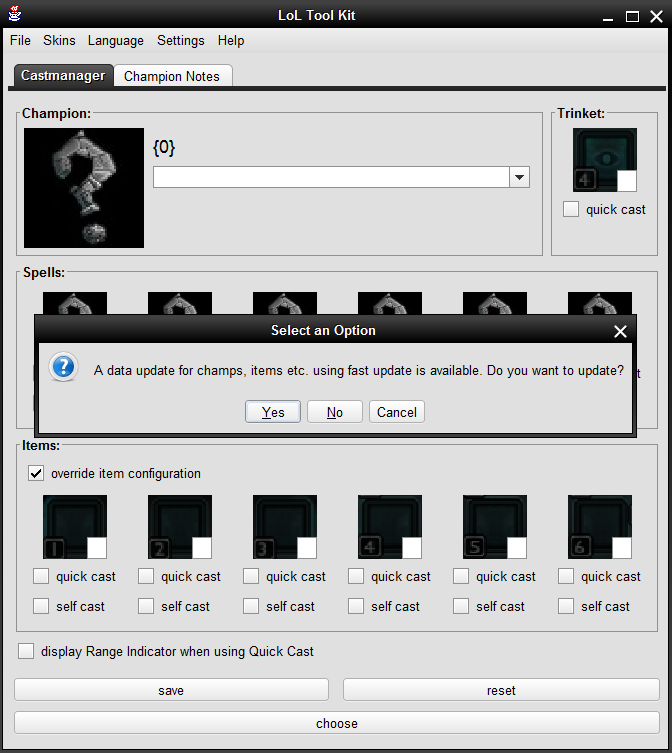 LoL Tool Kit
File Skins Language Settings Help
Castmanager Champion Notes
Champion:
{0}
Trinket:
4
quick cast
Spells:
Select an Option
A data update for champs, items etc. using fast update is available. Do you want to update?
Yes No Cancel
Items:
override item configuration
1 2 3 4 5 6
quick cast quick cast quick cast quick cast quick cast quick cast
self cast self cast self cast self cast self cast self cast
display Range Indicator when using Quick Cast
save reset
choose